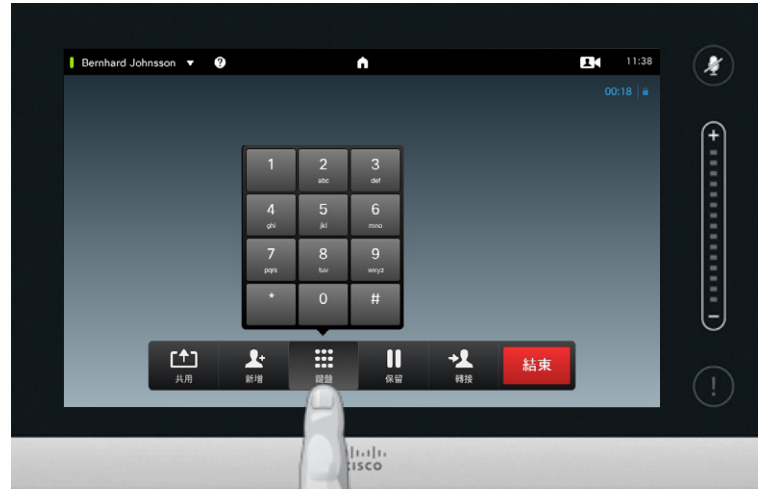 Bernhard Johnsson ▼ ? 11:38
00:18
1 2 3
abc def
4 5 6
ghi jkl mno
7 8 9
pqrs tuv wxyz
* 0 #
共用 新增 鍵盤 保留 轉接 結束
+
-
!
CISCO